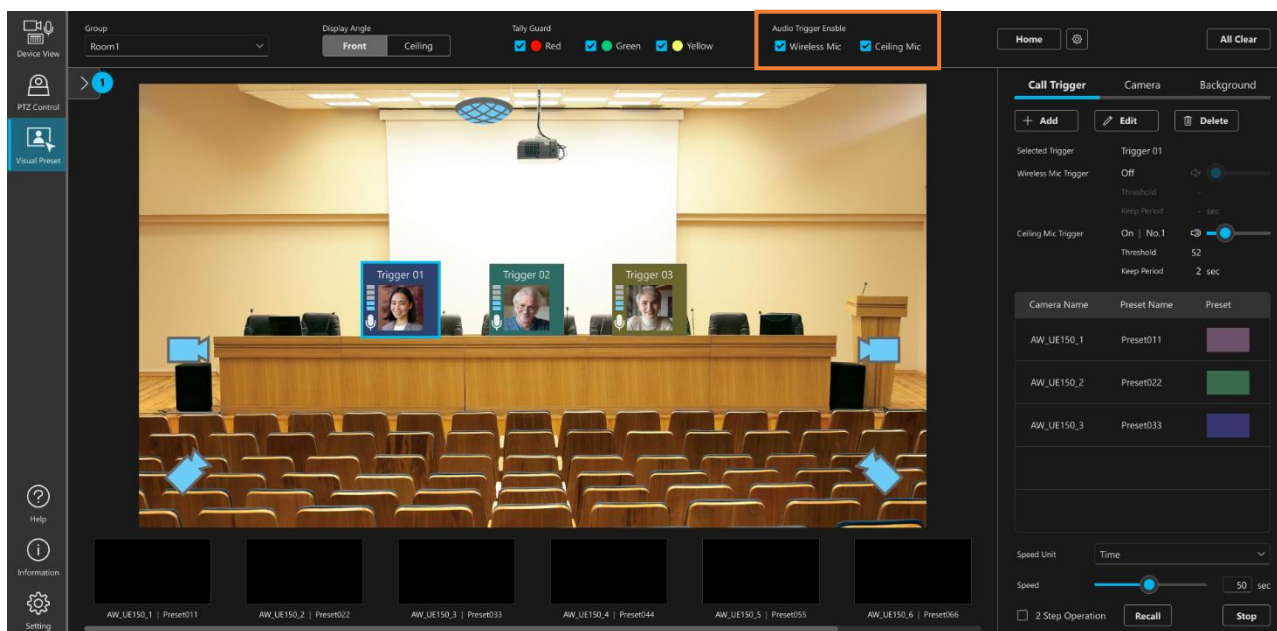 Device View
PTZ Control
Visual Preset
Help
Information
Setting
Group
Room1
Display Angle
Front Ceiling
Tally Guard
Red Green Yellow
Audio Trigger Enable
Wireless Mic Ceiling Mic
Home
All Clear
1
Trigger 01
Trigger 02
Trigger 03
AW_UE150_1 | Preset011
AW_UE150_2 | Preset022
AW_UE150_3 | Preset033
AW_UE150_4 | Preset044
AW_UE150_5 | Preset055
AW_UE150_6 | Preset066
Call Trigger Camera Background
+ Add Edit Delete
Selected Trigger Trigger 01
Wireless Mic Trigger Off
Threshold -
Keep Period - sec
Ceiling Mic Trigger On | No.1
Threshold 52
Keep Period 2 sec
Camera Name Preset Name Preset
AW_UE150_1 Preset011
AW_UE150_2 Preset022
AW_UE150_3 Preset033
Speed Unit Time
Speed 50 sec
2 Step Operation Recall Stop